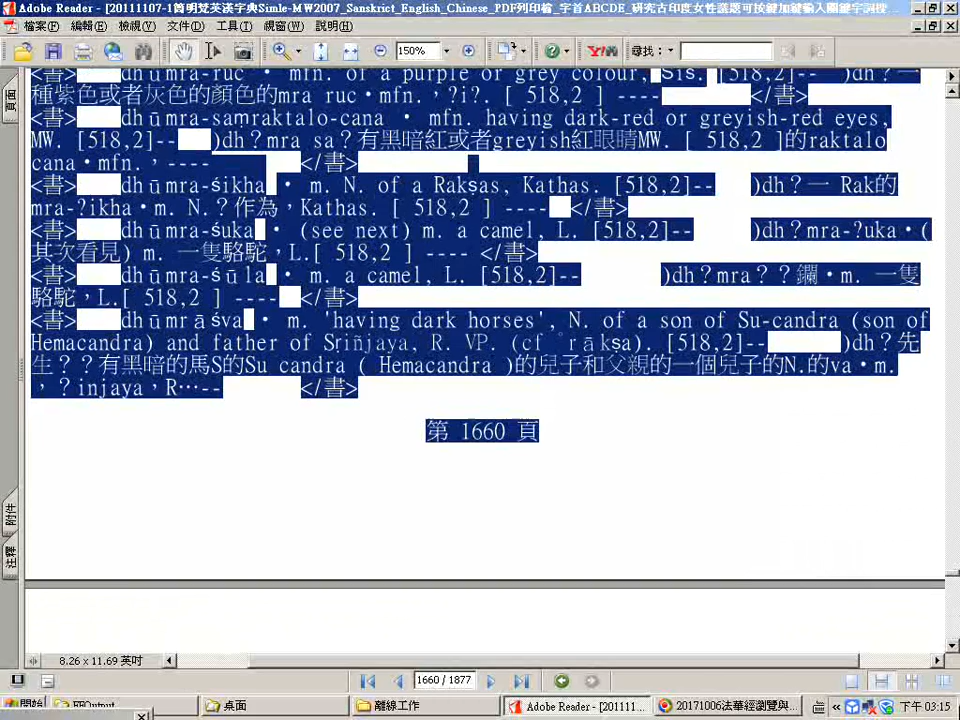 Adobe Reader - [20111107-1簡明梵英漢字典Simle-MW2007_Sanskrict_English_Chinese_PDF列印檔_字首ABCDE_研究古印度女性議題可按鍵加鍵輸入關鍵字詞搜
檔案(F) 編輯(E) 檢視(V) 文件(D) 工具(T) 視窗(W) 說明(H)
150% Y! 尋找：
頁面
<書> dhūmra-ruc • mfn. of a purple or grey colour, Śiś. [518,2]-- )dh？一
種紫色或者灰色的顏色的mra ruc•mfn.，?i?. [ 518,2 ] ---- </書>
<書> dhūmra-samraktalo-cana • mfn. having dark-red or greyish-red eyes,
MW. [518,2]-- )dh？mra sa？有黑暗紅或者greyish紅眼睛MW. [ 518,2 ]的raktalo
cana•mfn.，---- </書>
<書> dhūmra-śikha • m. N. of a Rakṣas, Kathas. [518,2]-- )dh？一 Rak的
mra-?ikha•m. N.？作為，Kathas. [ 518,2 ] ---- </書>
<書> dhūmra-śuka • (see next) m. a camel, L. [518,2]-- )dh？mra-?uka•(
其次看見) m. 一隻駱駝，L.[ 518,2 ] ---- </書>
<書> dhūmra-śūla • m. a camel, L. [518,2]-- )dh？mra？？鑭•m. 一隻
駱駝，L.[ 518,2 ] ---- </書>
<書> dhūmrāśva • m. 'having dark horses', N. of a son of Su-candra (son of
Hemacandra) and father of Sṛiñjaya, R. VP. (cf °rākṣa). [518,2]-- )dh？先
生？？有黑暗的馬S的Su candra ( Hemacandra )的兒子和父親的一個兒子的N.的va•m.
，？injaya，R…-- </書>
第 1660 頁
附件
注釋
8.26 x 11.69 英吋
1660 / 1877
開始 FFOutput 桌面 離線工作 Adobe Reader - [201111... 20171006法華經瀏覽與... 下午 03:15